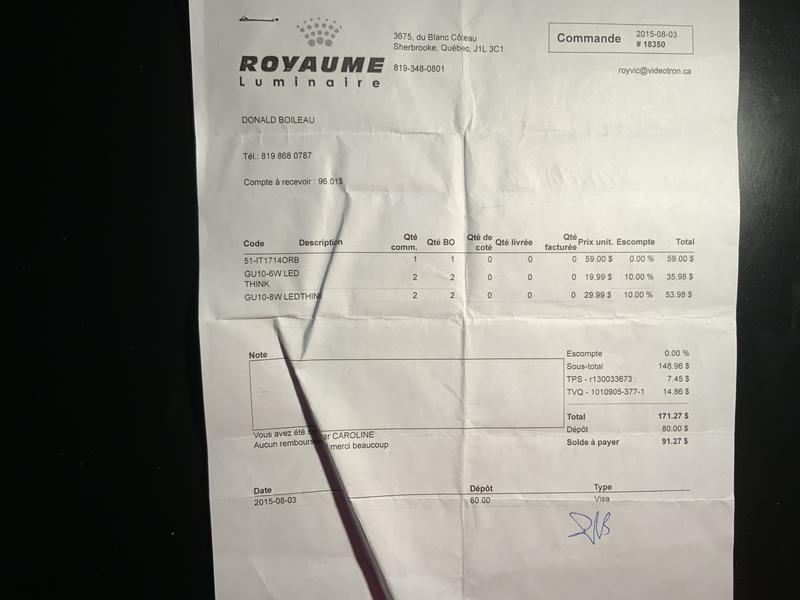 ROYAUME
Luminaire
3675, du Blanc Côteau
Sherbrooke, Québec, J1L 3C1
819-348-0801
Commande 2015-08-03
# 18350
royvic@videotron.ca
DONALD BOILEAU
Tél.: 819 868 0787
Compte à recevoir : 96.01$
Code Description Qté comm. Qté BO Qté de coté Qté livrée Qté facturée Prix unit. Escompte Total
51-IT1714ORB 1 1 0 0 0 59.00 $ 0.00 % 59.00 $
GU10-6W LED THINK 2 2 0 0 0 19.99 $ 10.00 % 35.98 $
GU10-8W LEDTHIN 2 2 0 0 0 29.99 $ 10.00 % 53.98 $
Note
Escompte 0.00 %
Sous-total 148.96 $
TPS - r130033673 : 7.45 $
TVQ - 1010905-377-1 14.86 $
Total 171.27 $
Dépôt 80.00 $
Solde à payer 91.27 $
Vous avez été ar CAROLINE
Aucun rembours merci beaucoup
Date Dépôt Type
2015-08-03 80.00 Visa